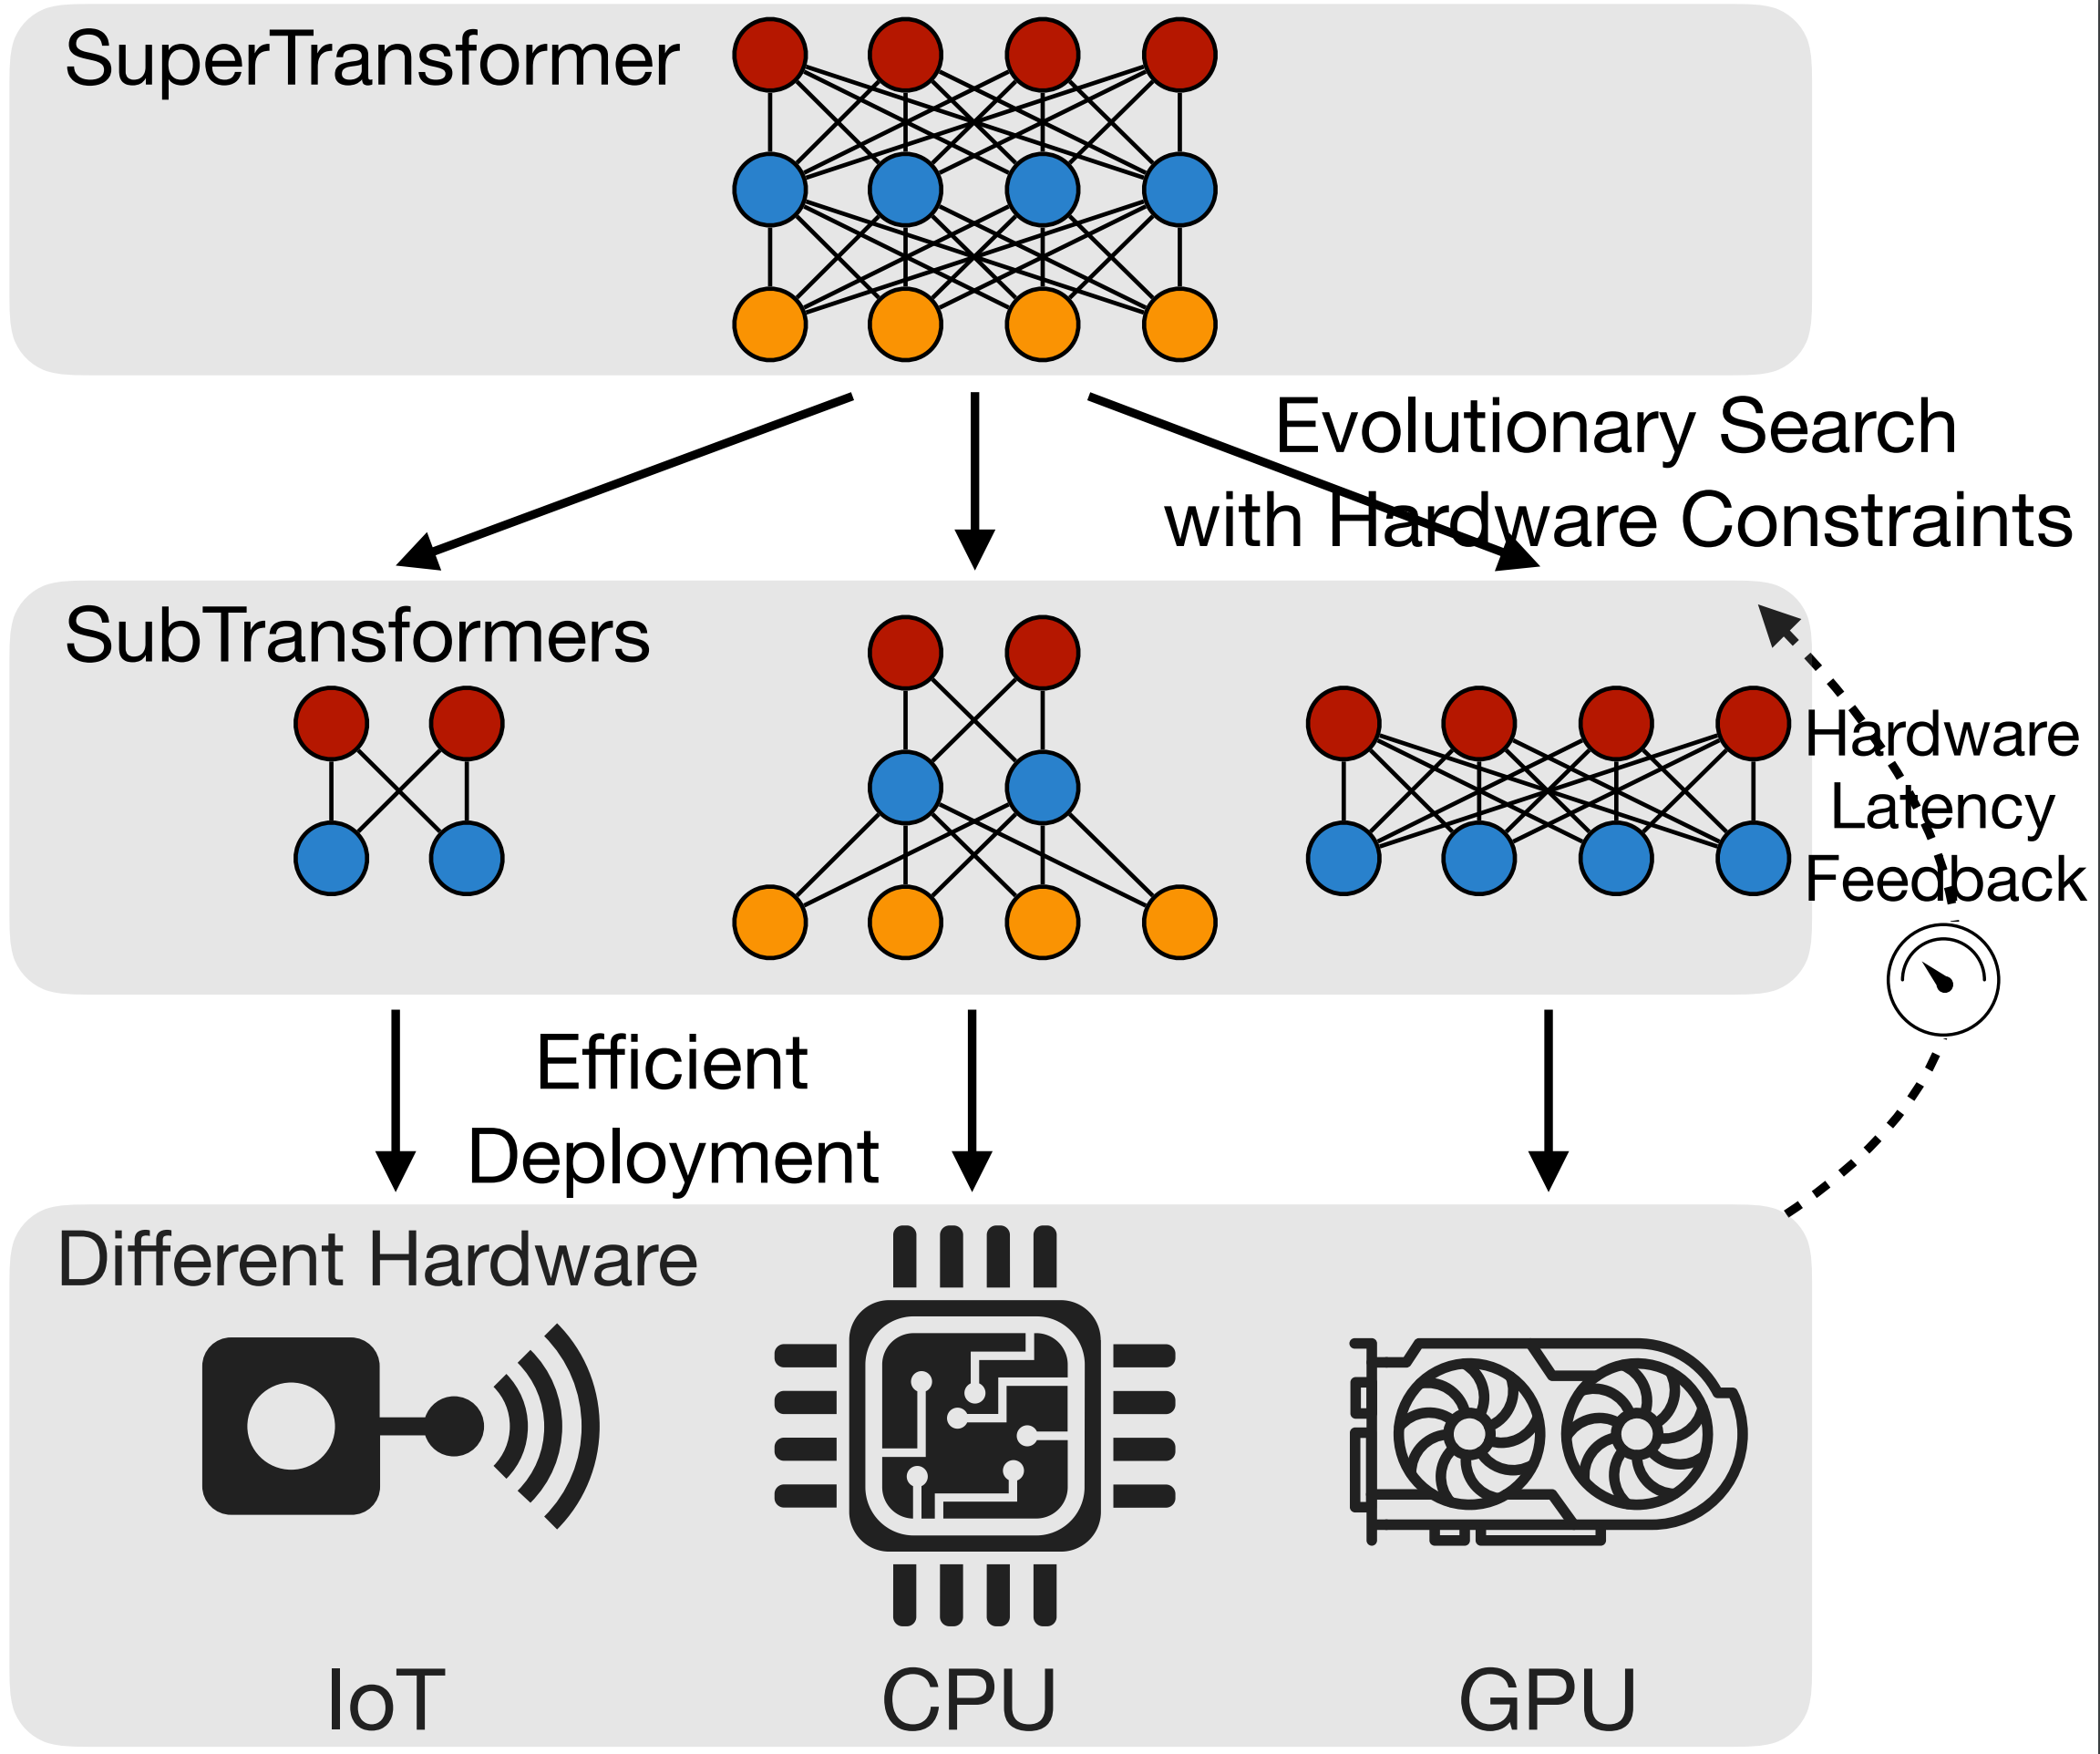 SuperTransformer
Evolutionary Search
with Hardware Constraints
SubTransformers
Hardware
Latency
Feedback
Efficient
Deployment
Different Hardware
IoT
CPU
GPU